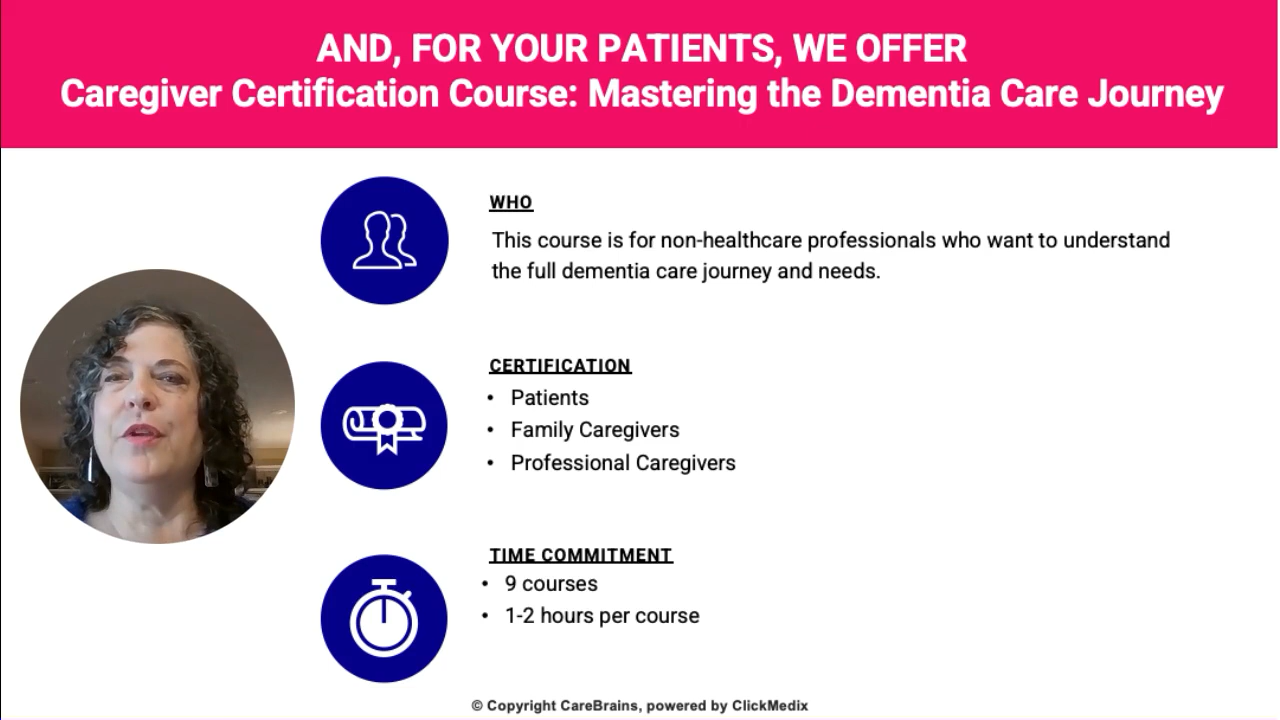 AND, FOR YOUR PATIENTS, WE OFFER
Caregiver Certification Course: Mastering the Dementia Care Journey
WHO
This course is for non-healthcare professionals who want to understand
the full dementia care journey and needs.
CERTIFICATION
• Patients
• Family Caregivers
• Professional Caregivers
TIME COMMITMENT
• 9 courses
• 1-2 hours per course
© Copyright CareBrains, powered by ClickMedix